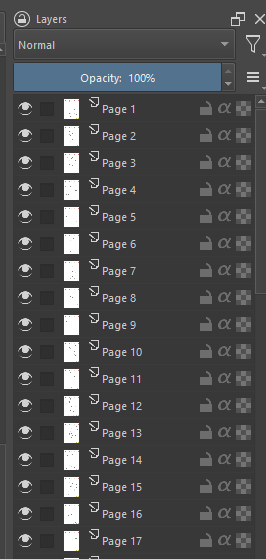 Layers
Normal
Opacity: 100%
Page 1
Page 2
Page 3
Page 4
Page 5
Page 6
Page 7
Page 8
Page 9
Page 10
Page 11
Page 12
Page 13
Page 14
Page 15
Page 16
Page 17